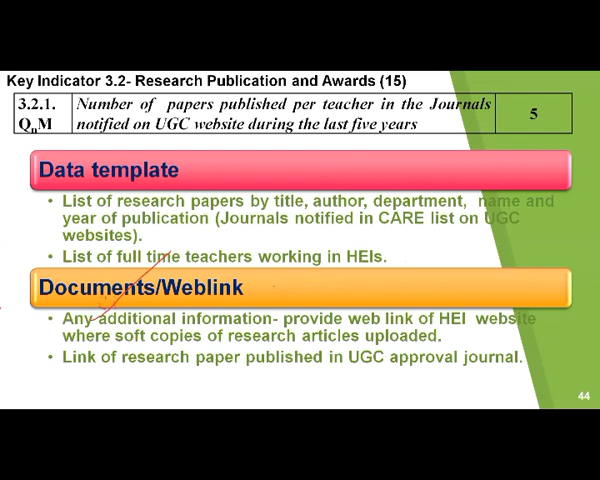 Key Indicator 3.2- Research Publication and Awards (15)
3.2.1. Number of papers published per teacher in the Journals 5
QnM notified on UGC website during the last five years
Data template
• List of research papers by title, author, department, name and
year of publication (Journals notified in CARE list on UGC
websites).
• List of full time teachers working in HEIs.
Documents/Weblink
• Any additional information- provide web link of HEI website
where soft copies of research articles uploaded.
• Link of research paper published in UGC approval journal.
44